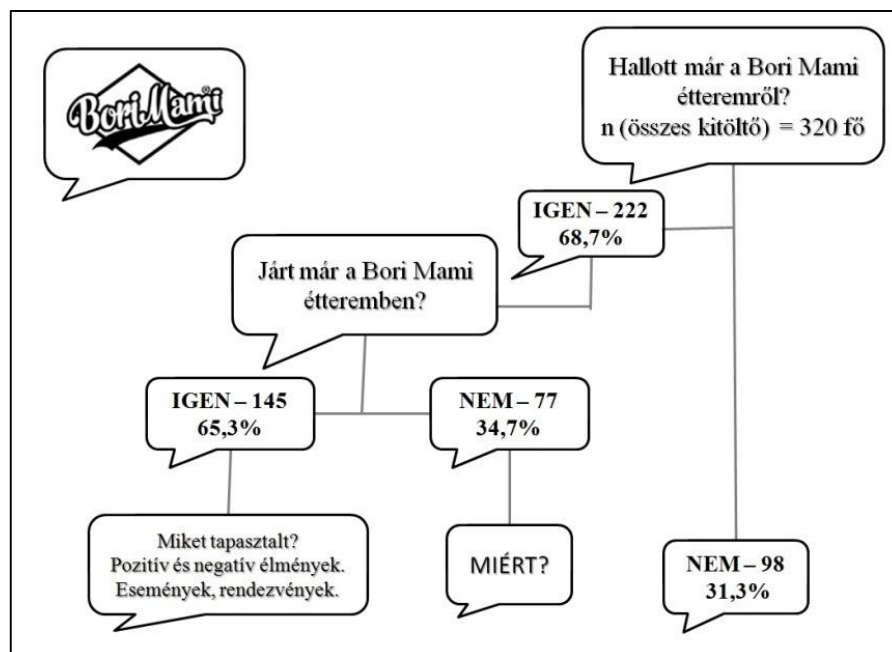 Bori Mami
Hallott már a Bori Mami
étteremről?
n (összes kitöltő) = 320 fő
IGEN – 222
68,7%
Járt már a Bori Mami
étteremben?
IGEN – 145
65,3%
NEM – 77
34,7%
Miket tapasztalt?
Pozitív és negatív élmények.
Események, rendezvények.
MIÉRT?
NEM – 98
31,3%